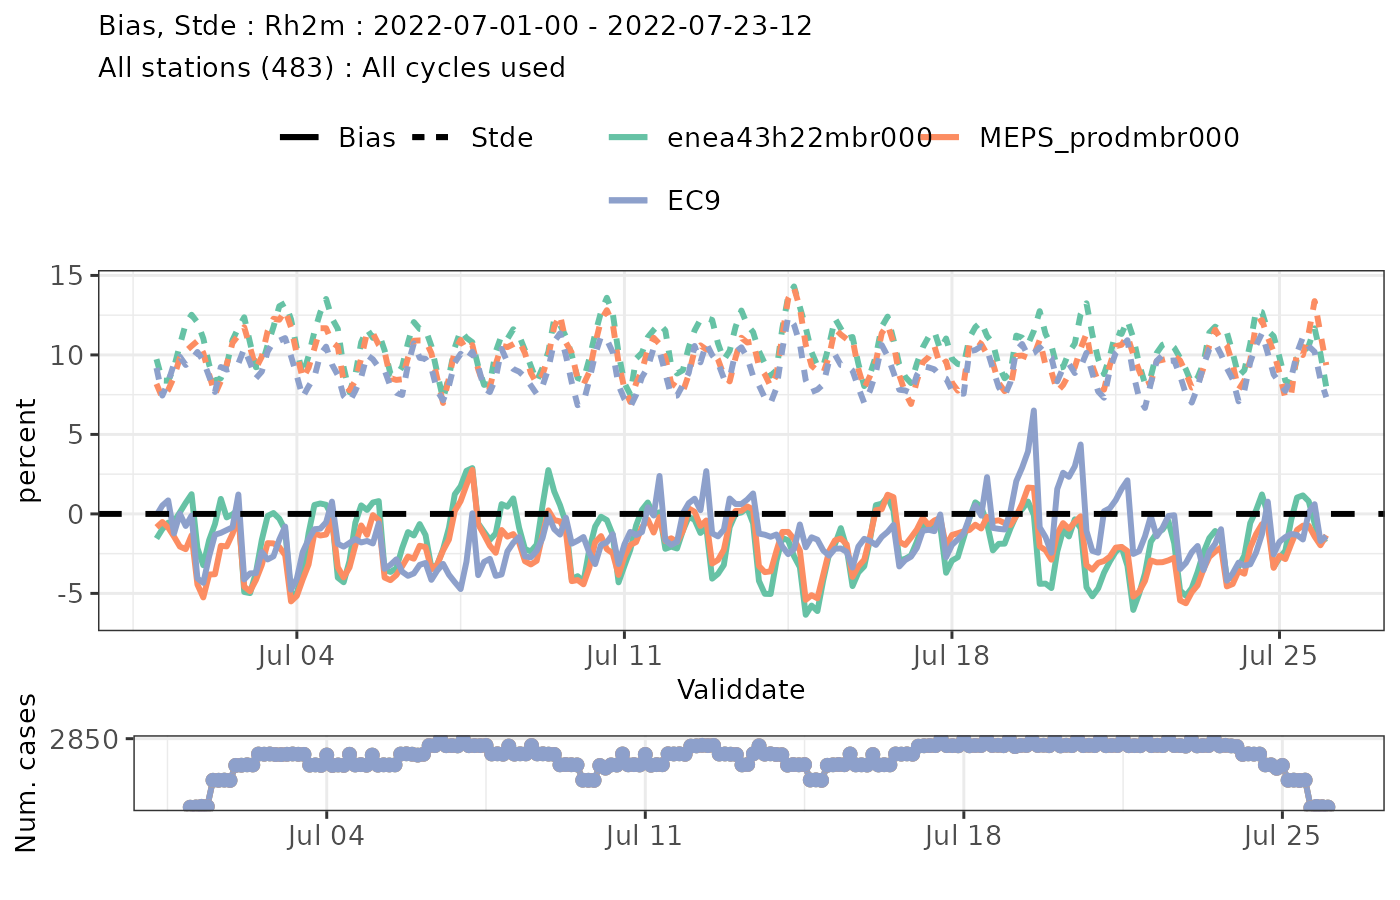 Bias, Stde : Rh2m : 2022-07-01-00 - 2022-07-23-12
All stations (483) : All cycles used
Bias Stde enea43h22mbr000 MEPS_prodmbr000
EC9
15
10
5
0
-5
percent
Jul 04 Jul 11 Jul 18 Jul 25
Validdate
2850
Num. cases
Jul 04 Jul 11 Jul 18 Jul 25